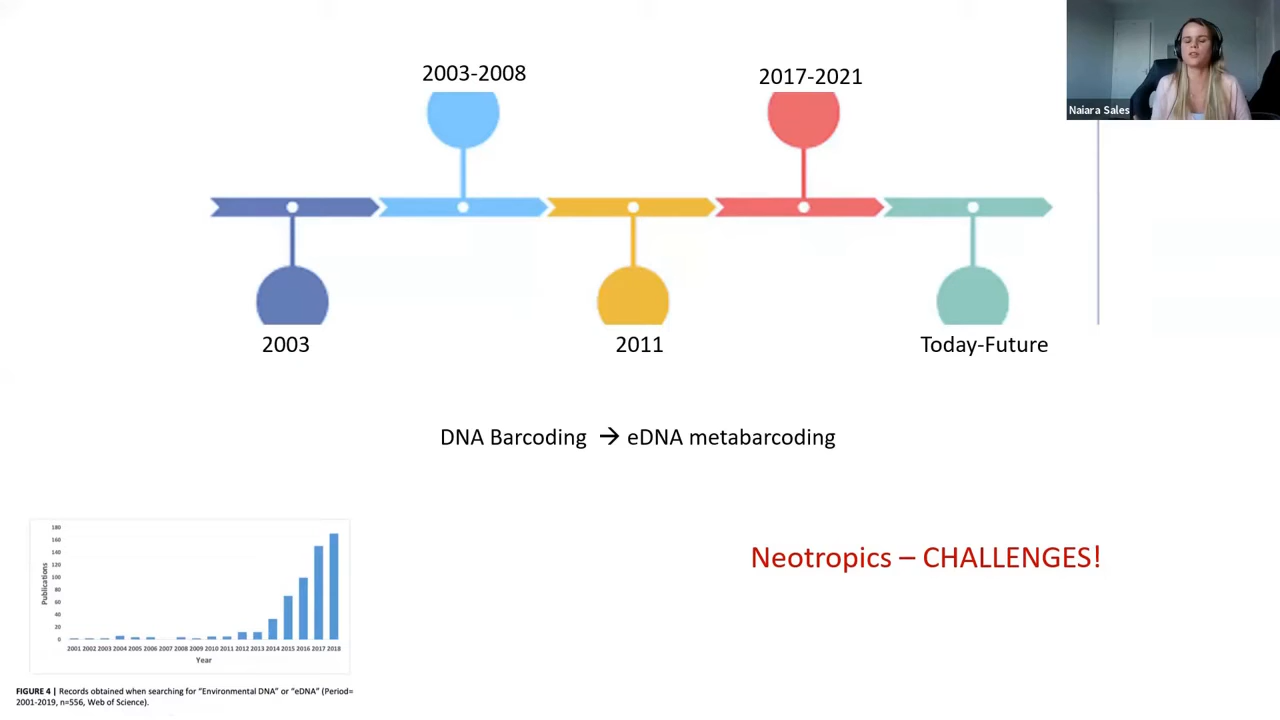 2003-2008
2017-2021
Naiara Sales
2003
2011
Today-Future
DNA Barcoding → eDNA metabarcoding
Neotropics – CHALLENGES!
180
160
140
120
100
80
60
40
20
0
Publications
2001 2002 2003 2004 2005 2006 2007 2008 2009 2010 2011 2012 2013 2014 2015 2016 2017 2018
Year
FIGURE 4 | Records obtained when searching for “Environmental DNA” or “eDNA” (Period=
2001-2019, n=556, Web of Science).